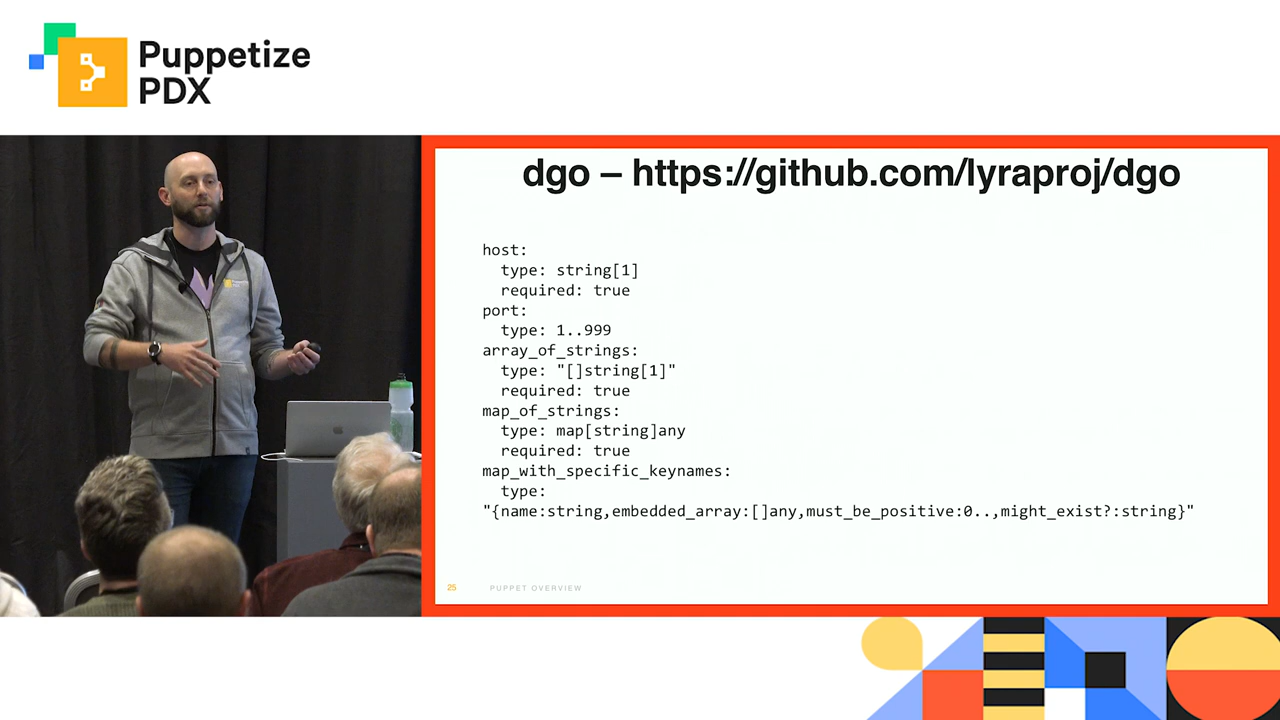 Puppetize
PDX
dgo – https://github.com/lyraproj/dgo
host:
  type: string[1]
  required: true
port:
  type: 1..999
array_of_strings:
  type: "[]string[1]"
  required: true
map_of_strings:
  type: map[string]any
  required: true
map_with_specific_keynames:
  type:
"{name:string,embedded_array:[]any,must_be_positive:0..,might_exist?:string}"
25 PUPPET OVERVIEW